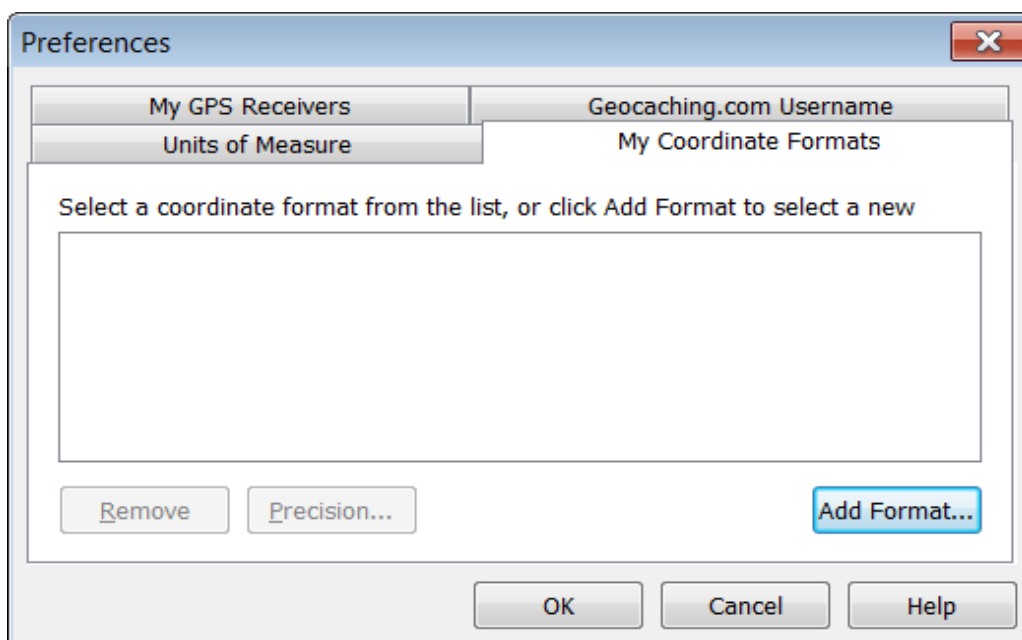 Preferences
My GPS Receivers
Geocaching.com Username
Units of Measure
My Coordinate Formats
Select a coordinate format from the list, or click Add Format to select a new
Remove
Precision...
Add Format...
OK
Cancel
Help